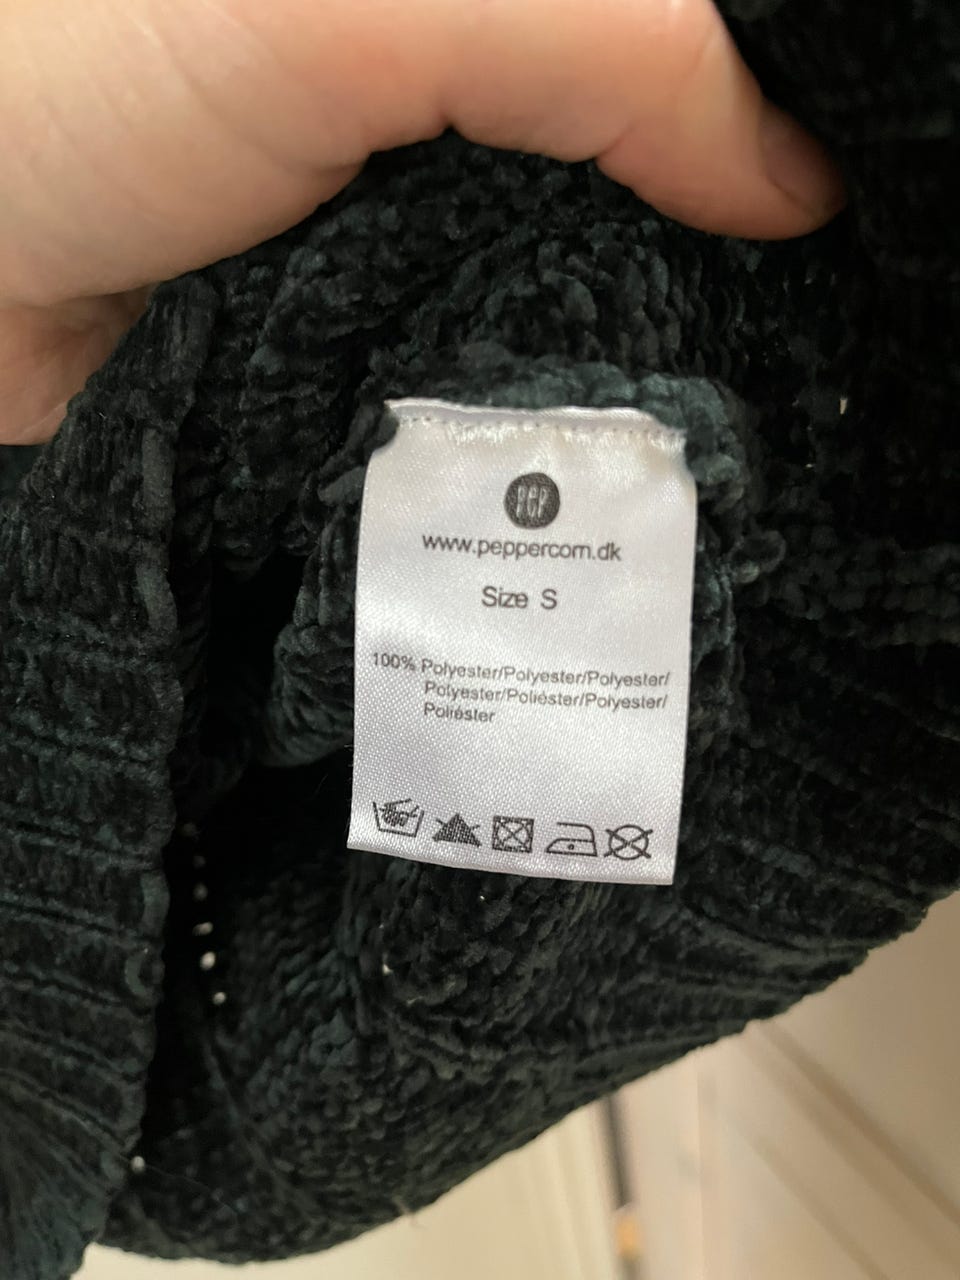 PCP
www.peppercorn.dk
Size S
100% Polyester/Polyester/Polyester/
Polyester/Poliéster/Polyester/
Poliéster